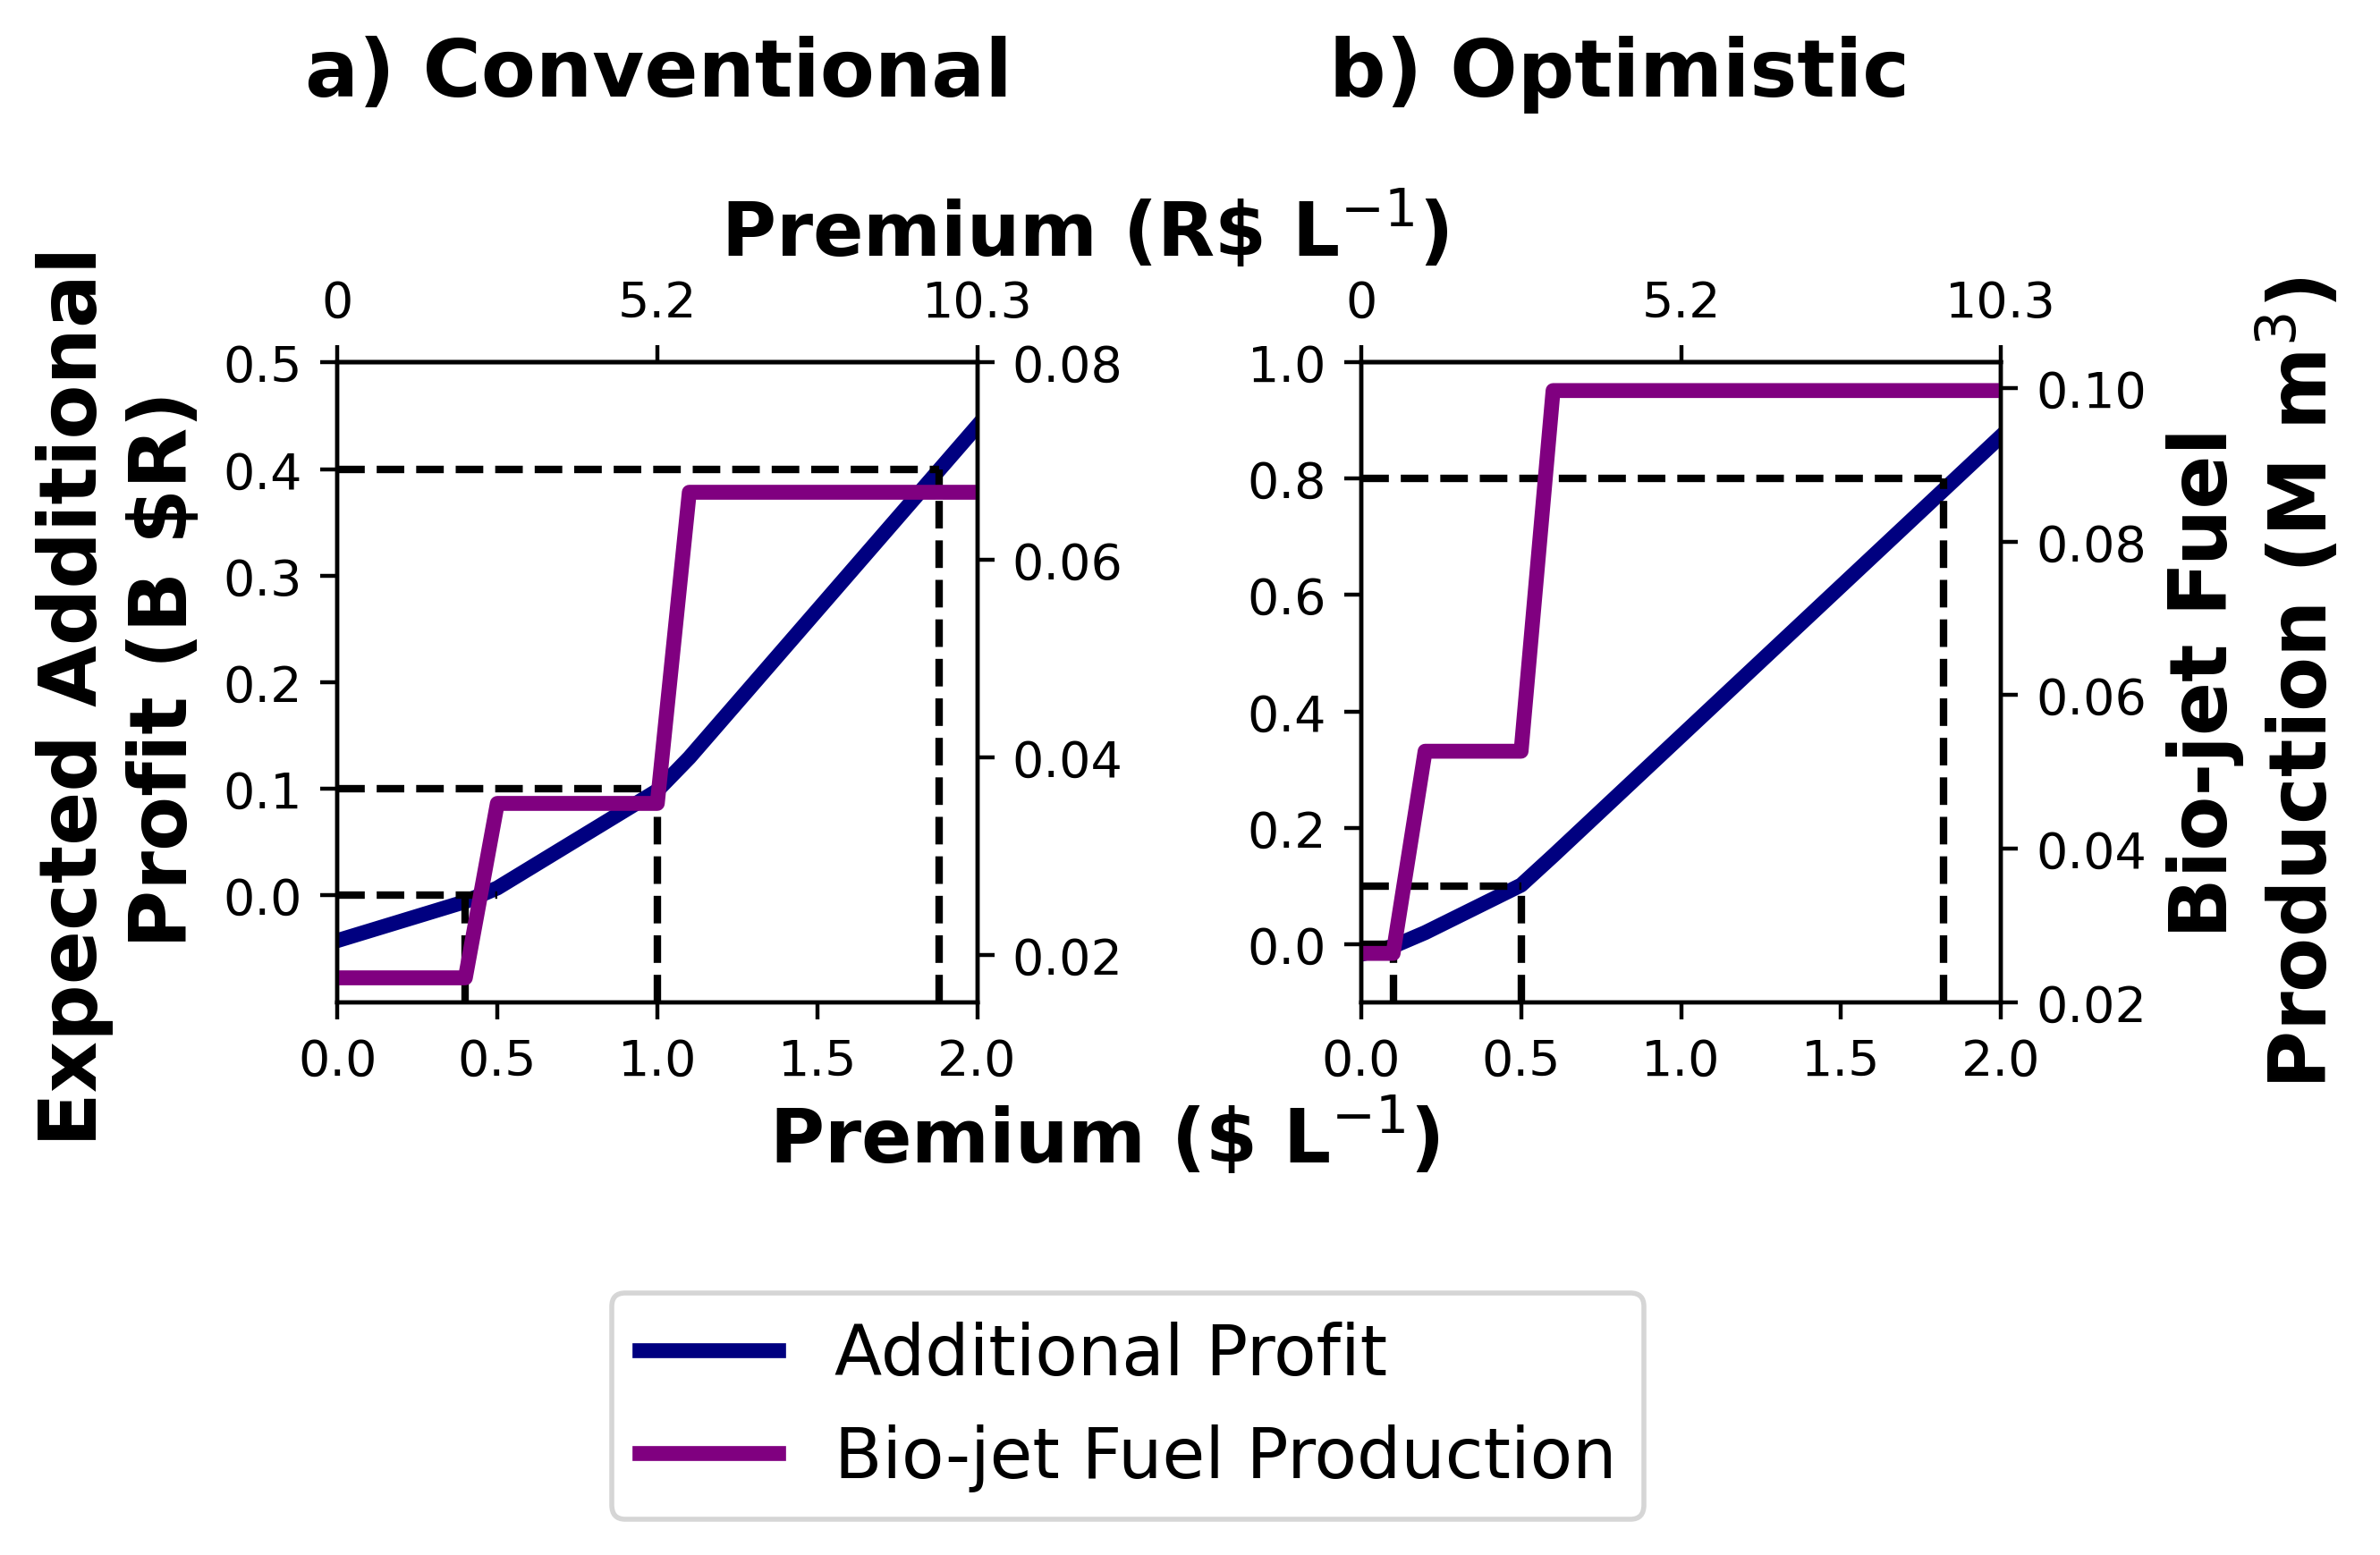 a) Conventional
b) Optimistic
Premium (R$ L⁻¹)
0 5.2 10.3
0 5.2 10.3
Expected Additional
Profit (B $R)
0.5
0.4
0.3
0.2
0.1
0.0
0.08
0.06
0.04
0.02
1.0
0.8
0.6
0.4
0.2
0.0
0.10
0.08
0.06
0.04
0.02
Bio-jet Fuel
Production (M m³)
0.0 0.5 1.0 1.5 2.0
0.0 0.5 1.0 1.5 2.0
Premium ($ L⁻¹)
Additional Profit
Bio-jet Fuel Production